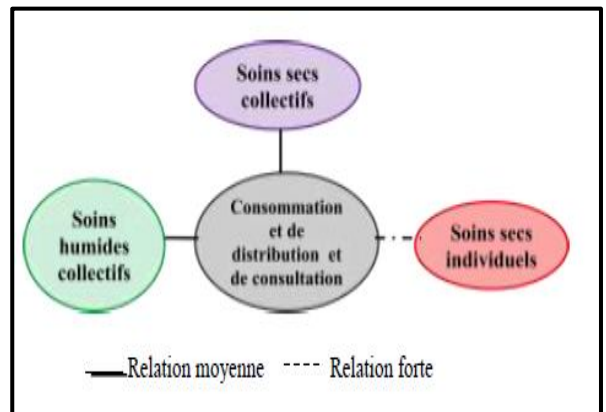 Soins secs
collectifs
Soins
humides
collectifs
Consommation
et de
distribution et
de consultation
Soins secs
individuels
Relation moyenne
Relation forte